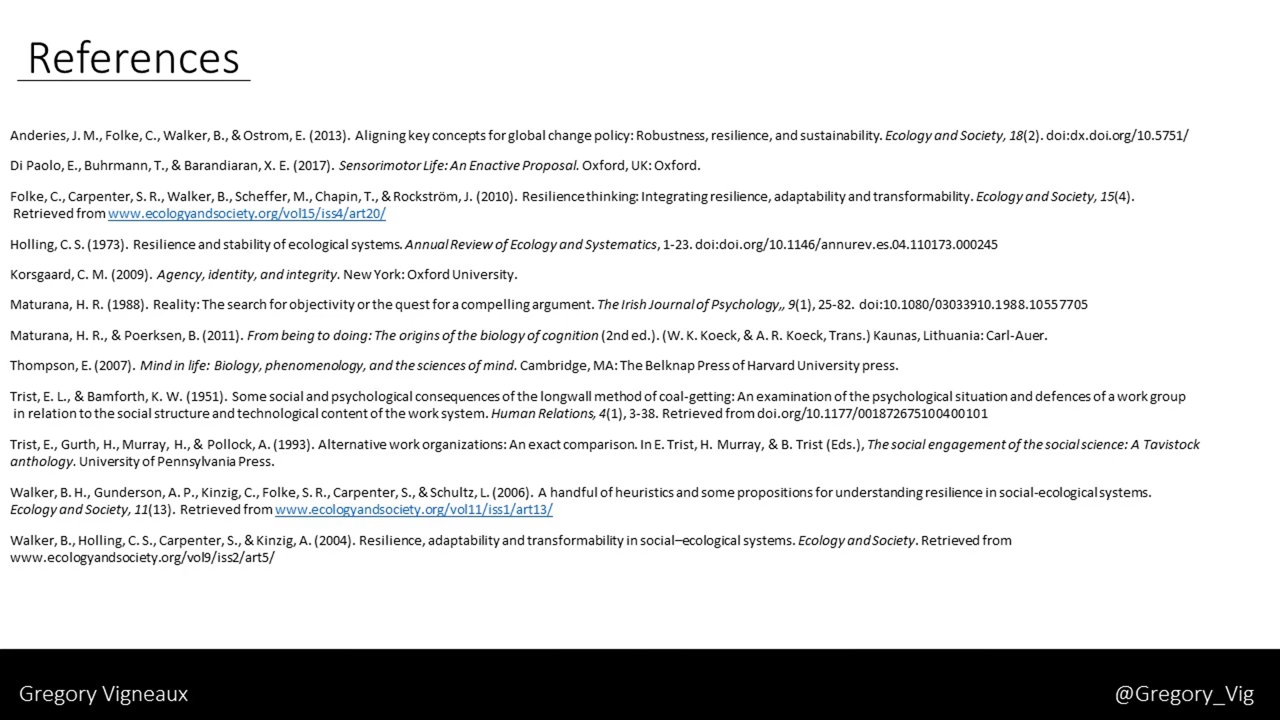 References
Anderies, J. M., Folke, C., Walker, B., & Ostrom, E. (2013). Aligning key concepts for global change policy: Robustness, resilience, and sustainability. Ecology and Society, 18(2). doi:dx.doi.org/10.5751/
Di Paolo, E., Buhrmann, T., & Barandiaran, X. E. (2017). Sensorimotor Life: An Enactive Proposal. Oxford, UK: Oxford.
Folke, C., Carpenter, S. R., Walker, B., Scheffer, M., Chapin, T., & Rockström, J. (2010). Resilience thinking: Integrating resilience, adaptability and transformability. Ecology and Society, 15(4).
Retrieved from www.ecologyandsociety.org/vol15/iss4/art20/
Holling, C. S. (1973). Resilience and stability of ecological systems. Annual Review of Ecology and Systematics, 1-23. doi:doi.org/10.1146/annurev.es.04.110173.000245
Korsgaard, C. M. (2009). Agency, identity, and integrity. New York: Oxford University.
Maturana, H. R. (1988). Reality: The search for objectivity or the quest for a compelling argument. The Irish Journal of Psychology,, 9(1), 25-82. doi:10.1080/03033910.1988.10557705
Maturana, H. R., & Poerksen, B. (2011). From being to doing: The origins of the biology of cognition (2nd ed.). (W. K. Koeck, & A. R. Koeck, Trans.) Kaunas, Lithuania: Carl-Auer.
Thompson, E. (2007). Mind in life: Biology, phenomenology, and the sciences of mind. Cambridge, MA: The Belknap Press of Harvard University press.
Trist, E. L., & Bamforth, K. W. (1951). Some social and psychological consequences of the longwall method of coal-getting: An examination of the psychological situation and defences of a work group
in relation to the social structure and technological content of the work system. Human Relations, 4(1), 3-38. Retrieved from doi.org/10.1177/001872675100400101
Trist, E., Gurth, H., Murray, H., & Pollock, A. (1993). Alternative work organizations: An exact comparison. In E. Trist, H. Murray, & B. Trist (Eds.), The social engagement of the social science: A Tavistock
anthology. University of Pennsylvania Press.
Walker, B. H., Gunderson, A. P., Kinzig, C., Folke, S. R., Carpenter, S., & Schultz, L. (2006). A handful of heuristics and some propositions for understanding resilience in social-ecological systems.
Ecology and Society, 11(13). Retrieved from www.ecologyandsociety.org/vol11/iss1/art13/
Walker, B., Holling, C. S., Carpenter, S., & Kinzig, A. (2004). Resilience, adaptability and transformability in social–ecological systems. Ecology and Society. Retrieved from
www.ecologyandsociety.org/vol9/iss2/art5/
Gregory Vigneaux
@Gregory_Vig